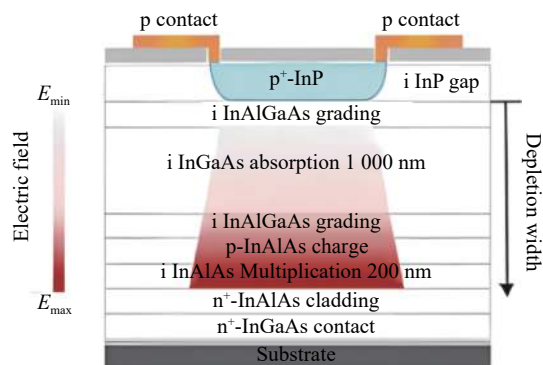 p contact
p contact
p⁺-InP
i InP gap
E_min
i InAlGaAs grading
i InGaAs absorption 1 000 nm
Electric field
Depletion width
i InAlGaAs grading
p-InAlAs charge
i InAlAs Multiplication 200 nm
E_max
n⁺-InAlAs cladding
n⁺-InGaAs contact
Substrate